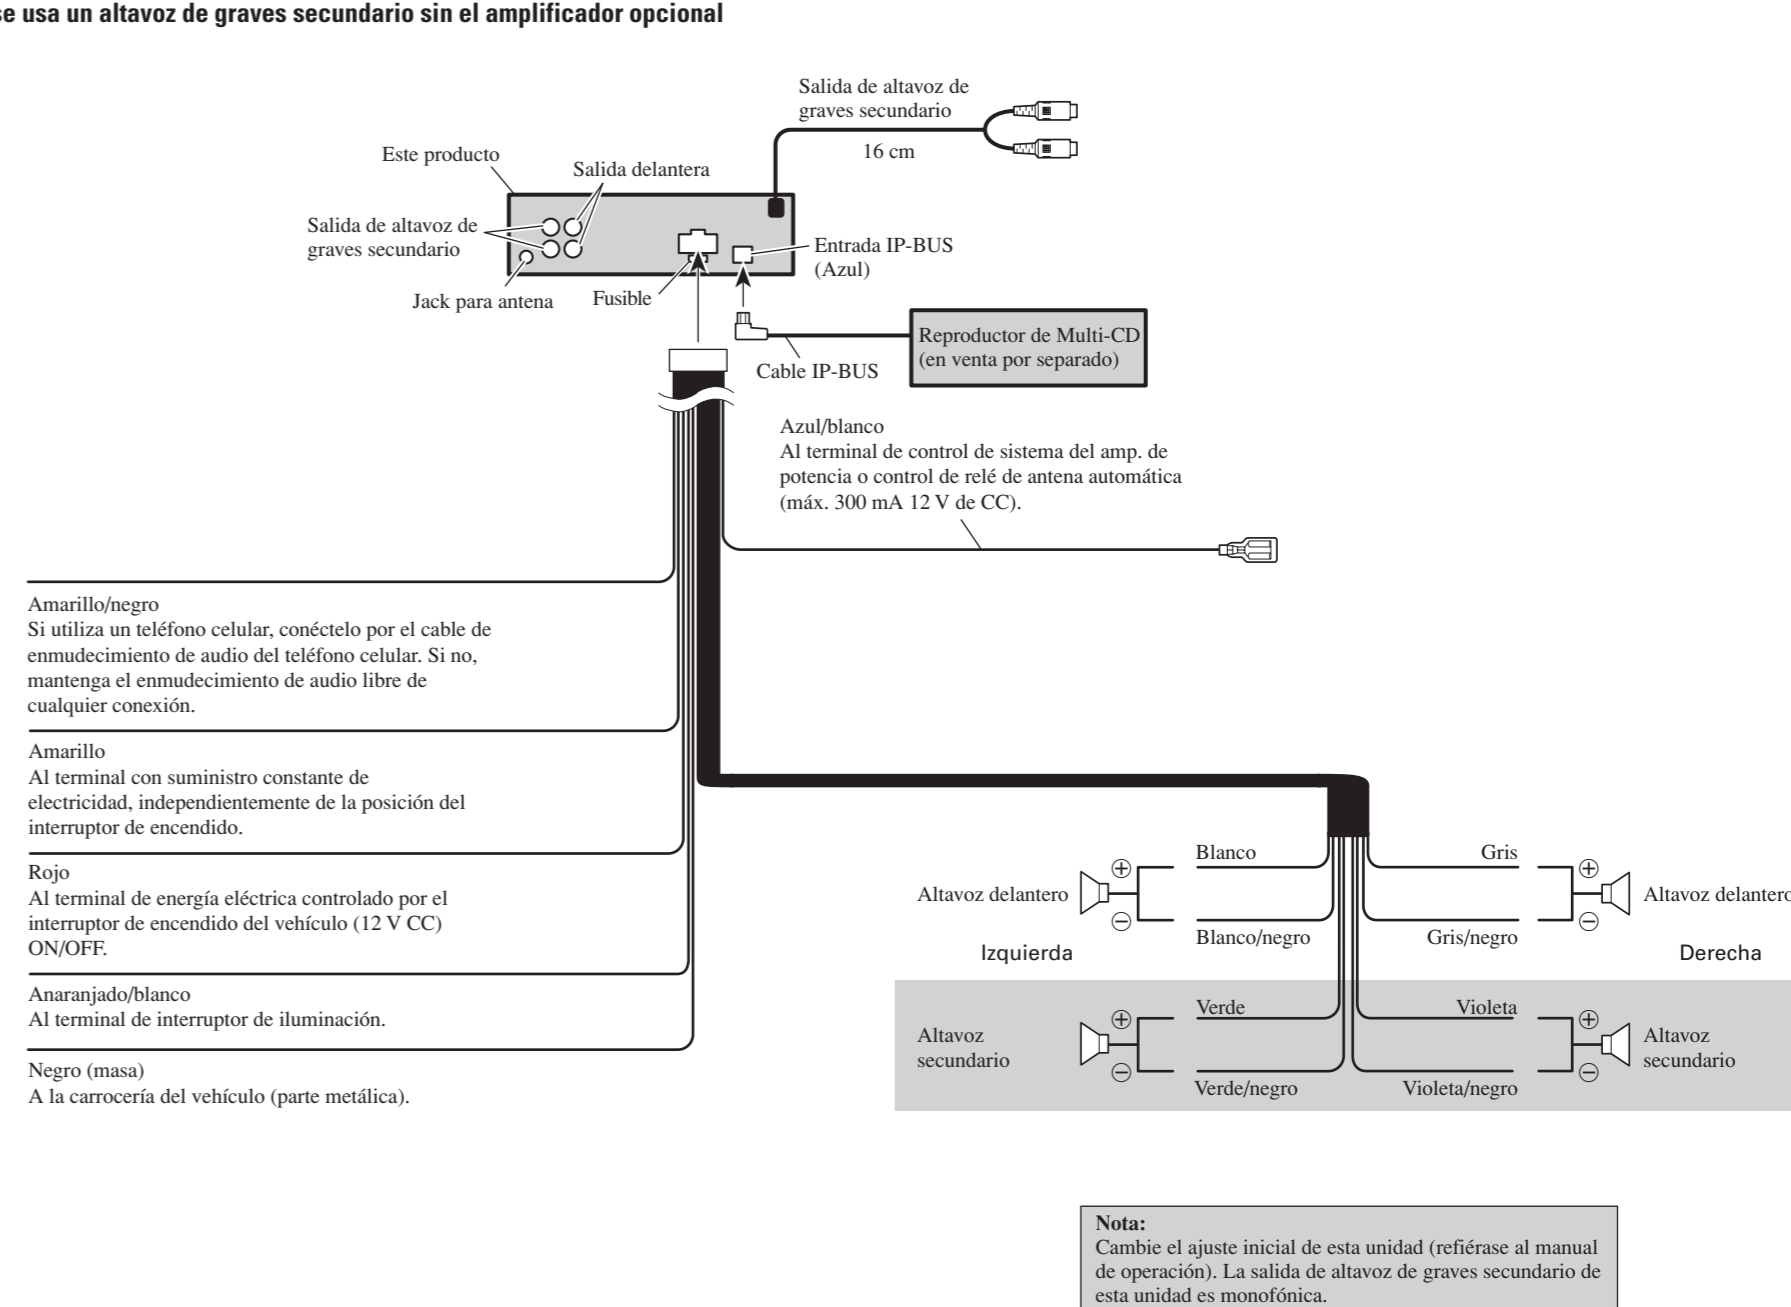 se usa un altavoz de graves secundario sin el amplificador opcional
Salida de altavoz de
graves secundario
16 cm
Este producto
Salida delantera
Salida de altavoz de
graves secundario
Entrada IP-BUS
(Azul)
Jack para antena
Fusible
Reproductor de Multi-CD
(en venta por separado)
Cable IP-BUS
Azul/blanco
Al terminal de control de sistema del amp. de
potencia o control de relé de antena automática
(máx. 300 mA 12 V de CC).
Amarillo/negro
Si utiliza un teléfono celular, conéctelo por el cable de
enmudecimiento de audio del teléfono celular. Si no,
mantenga el enmudecimiento de audio libre de
cualquier conexión.
Amarillo
Al terminal con suministro constante de
electricidad, independientemente de la posición del
interruptor de encendido.
Rojo
Al terminal de energía eléctrica controlado por el
interruptor de encendido del vehículo (12 V CC)
ON/OFF.
Anaranjado/blanco
Al terminal de interruptor de iluminación.
Negro (masa)
A la carrocería del vehículo (parte metálica).
Altavoz delantero
⊕
Blanco
Gris
⊕
Altavoz delantero
⊖
Blanco/negro
Gris/negro
⊖
Izquierda
Derecha
Altavoz
secundario
⊕
Verde
Violeta
⊕
Altavoz
secundario
⊖
Verde/negro
Violeta/negro
⊖
Nota:
Cambie el ajuste inicial de esta unidad (refiérase al manual
de operación). La salida de altavoz de graves secundario de
esta unidad es monofónica.